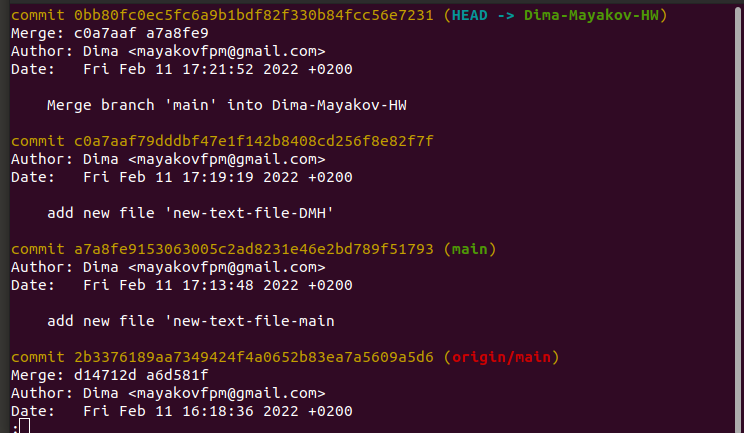 commit 0bb80fc0ec5fc6a9b1bdf82f330b84fcc56e7231 (HEAD -> Dima-Mayakov-HW)
Merge: c0a7aaf a7a8fe9
Author: Dima <mayakovfpm@gmail.com>
Date:   Fri Feb 11 17:21:52 2022 +0200
Merge branch 'main' into Dima-Mayakov-HW
commit c0a7aaf79dddbf47e1f142b8408cd256f8e82f7f
Author: Dima <mayakovfpm@gmail.com>
Date:   Fri Feb 11 17:19:19 2022 +0200
add new file 'new-text-file-DMH'
commit a7a8fe9153063005c2ad8231e46e2bd789f51793 (main)
Author: Dima <mayakovfpm@gmail.com>
Date:   Fri Feb 11 17:13:48 2022 +0200
add new file 'new-text-file-main
commit 2b3376189aa7349424f4a0652b83ea7a5609a5d6 (origin/main)
Merge: d14712d a6d581f
Author: Dima <mayakovfpm@gmail.com>
Date:   Fri Feb 11 16:18:36 2022 +0200
: